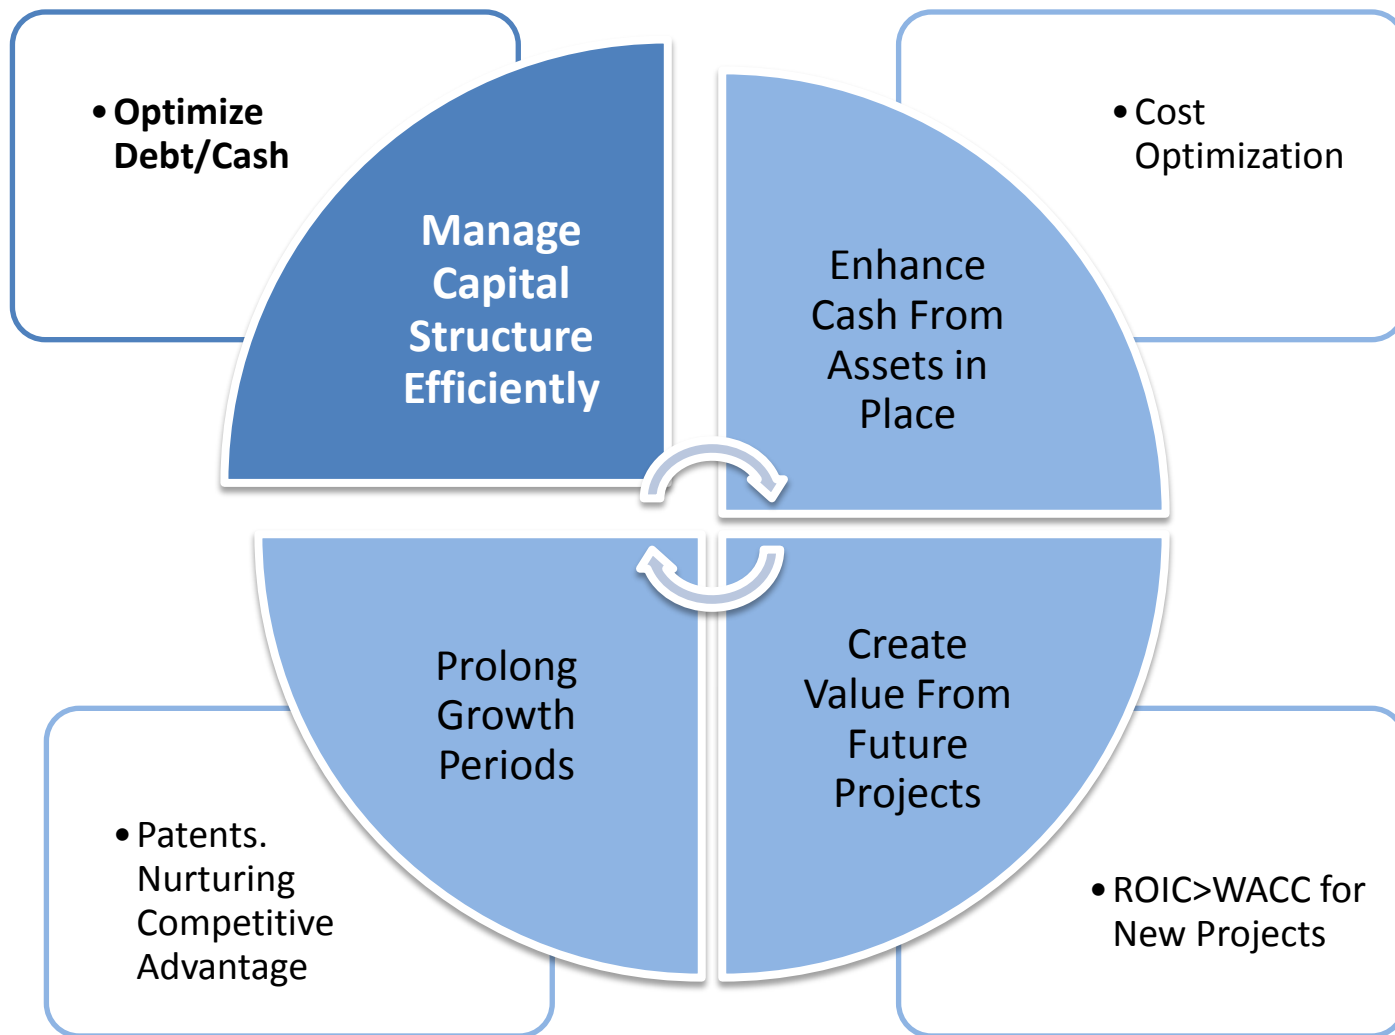 • Optimize
Debt/Cash
Manage
Capital
Structure
Efficiently
• Cost
Optimization
Enhance
Cash From
Assets in
Place
Prolong
Growth
Periods
• Patents.
Nurturing
Competitive
Advantage
Create
Value From
Future
Projects
• ROIC>WACC for
New Projects